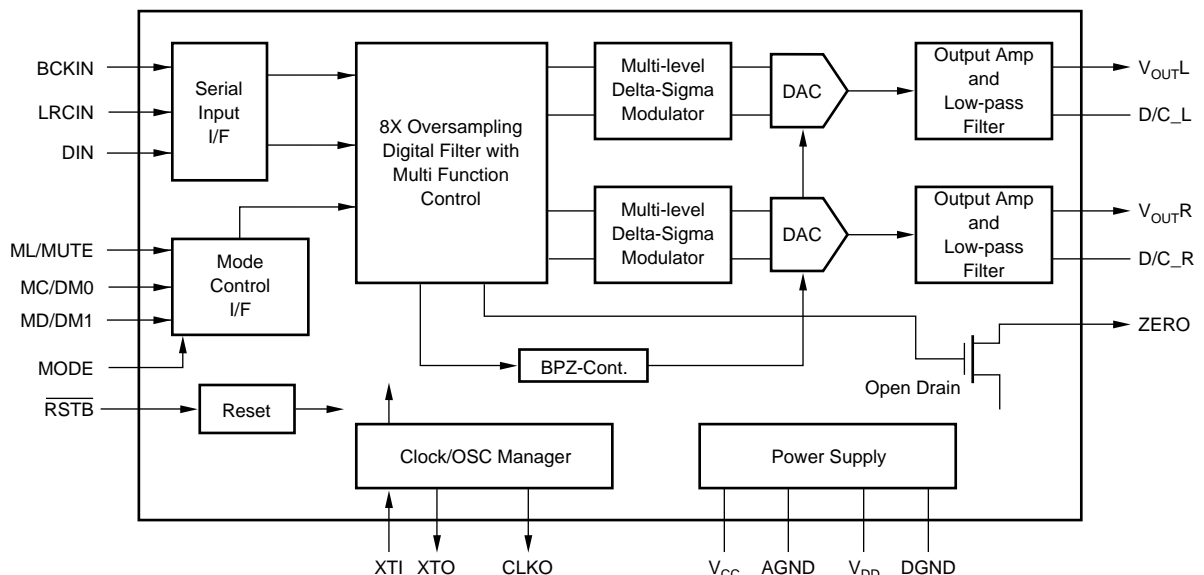 BCKIN
LRCIN
DIN
Serial
Input
I/F
ML/MUTE
MC/DM0
MD/DM1
MODE
Mode
Control
I/F
RSTB
Reset
8X Oversampling
Digital Filter with
Multi Function
Control
Multi-level
Delta-Sigma
Modulator
DAC
Output Amp
and
Low-pass
Filter
VOUTL
D/C_L
Multi-level
Delta-Sigma
Modulator
DAC
Output Amp
and
Low-pass
Filter
VOUTR
D/C_R
ZERO
BPZ-Cont.
Open Drain
Clock/OSC Manager
Power Supply
XTI
XTO
CLKO
VCC
AGND
VDD
DGND